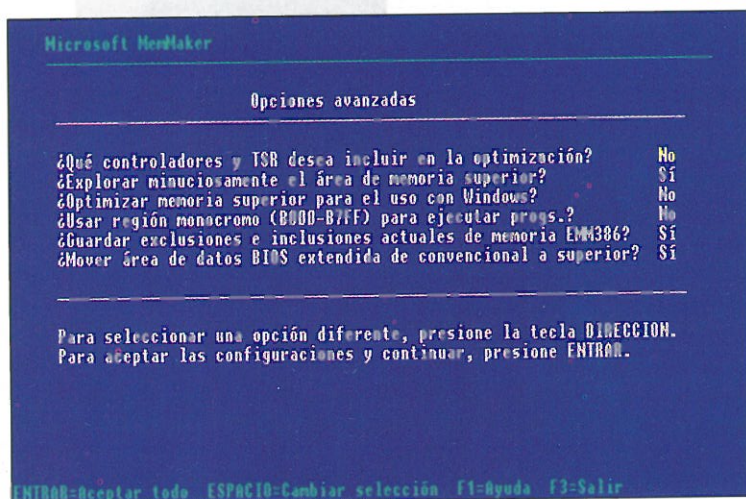 Microsoft MemMaker
Opciones avanzadas
¿Qué controladores y TSR desea incluir en la optimización? No
¿Explorar minuciosamente el área de memoria superior? Sí
¿Optimizar memoria superior para el uso con Windows? No
¿Usar región monocromo (B000-B7FF) para ejecutar progs.? No
¿Guardar exclusiones e inclusiones actuales de memoria EMM386? Sí
¿Mover área de datos BIOS extendida de convencional a superior? Sí
Para seleccionar una opción diferente, presione la tecla DIRECCION.
Para aceptar las configuraciones y continuar, presione ENTRAR.
ENTRAR=Aceptar todo ESPACIO=Cambiar selección F1=Ayuda F3=Salir